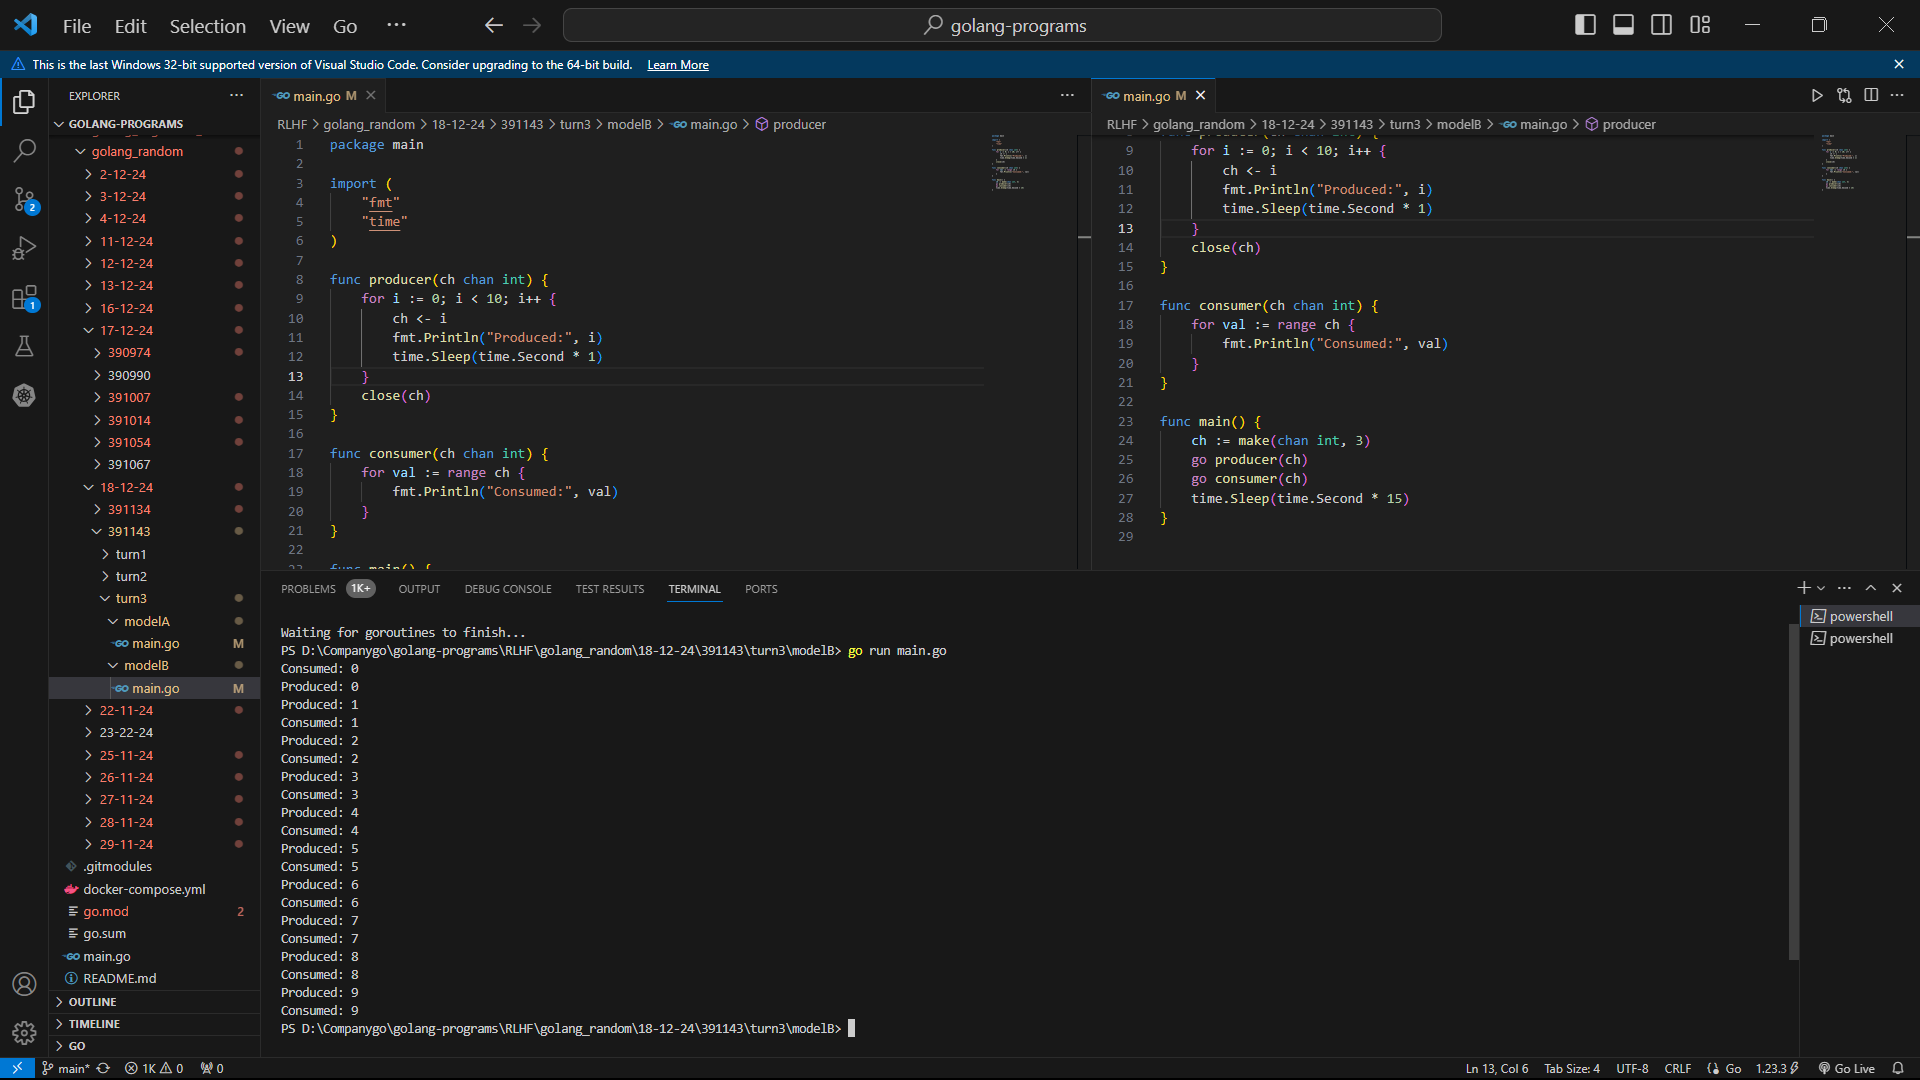 File Edit Selection View Go ··· golang-programs
This is the last Windows 32-bit supported version of Visual Studio Code. Consider upgrading to the 64-bit build. Learn More
EXPLORER ···
GOLANG-PROGRAMS
golang_random
2-12-24
3-12-24
4-12-24
11-12-24
12-12-24
13-12-24
16-12-24
17-12-24
390974
390990
391007
391014
391054
391067
18-12-24
391134
391143
turn1
turn2
turn3
modelA
main.go M
modelB
main.go M
22-11-24
23-22-24
25-11-24
26-11-24
27-11-24
28-11-24
29-11-24
.gitmodules
docker-compose.yml
go.mod 2
go.sum
main.go
README.md
OUTLINE
TIMELINE
GO
main.go M
RLHF > golang_random > 18-12-24 > 391143 > turn3 > modelB > main.go > producer
1 package main
2
3 import (
4 "fmt"
5 "time"
6 )
7
8 func producer(ch chan int) {
9 for i := 0; i < 10; i++ {
10 ch <- i
11 fmt.Println("Produced:", i)
12 time.Sleep(time.Second * 1)
13 }
14 close(ch)
15 }
16
17 func consumer(ch chan int) {
18 for val := range ch {
19 fmt.Println("Consumed:", val)
20 }
21 }
22
23 func main() {
main.go M
RLHF > golang_random > 18-12-24 > 391143 > turn3 > modelB > main.go > producer
9 for i := 0; i < 10; i++ {
10 ch <- i
11 fmt.Println("Produced:", i)
12 time.Sleep(time.Second * 1)
13 }
14 close(ch)
15 }
16
17 func consumer(ch chan int) {
18 for val := range ch {
19 fmt.Println("Consumed:", val)
20 }
21 }
22
23 func main() {
24 ch := make(chan int, 3)
25 go producer(ch)
26 go consumer(ch)
27 time.Sleep(time.Second * 15)
28 }
29
PROBLEMS 1K+ OUTPUT DEBUG CONSOLE TEST RESULTS TERMINAL PORTS
Waiting for goroutines to finish...
PS D:\Companygo\golang-programs\RLHF\golang_random\18-12-24\391143\turn3\modelB> go run main.go
Consumed: 0
Produced: 0
Produced: 1
Consumed: 1
Produced: 2
Consumed: 2
Produced: 3
Consumed: 3
Produced: 4
Consumed: 4
Produced: 5
Consumed: 5
Produced: 6
Consumed: 6
Produced: 7
Consumed: 7
Produced: 8
Consumed: 8
Produced: 9
Consumed: 9
PS D:\Companygo\golang-programs\RLHF\golang_random\18-12-24\391143\turn3\modelB>
powershell
powershell
main* 1K 0 0 Ln 13, Col 6 Tab Size: 4 UTF-8 CRLF Go 1.23.3 Go Live